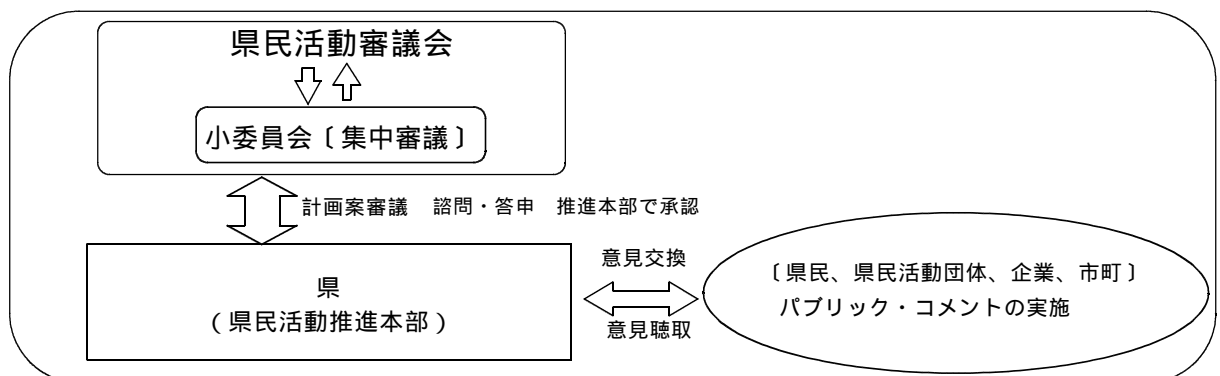 県民活動審議会
小委員会〔集中審議〕
計画案審議　諮問・答申　推進本部で承認
県
（県民活動推進本部）
意見交換
意見聴取
〔県民、県民活動団体、企業、市町〕
パブリック・コメントの実施